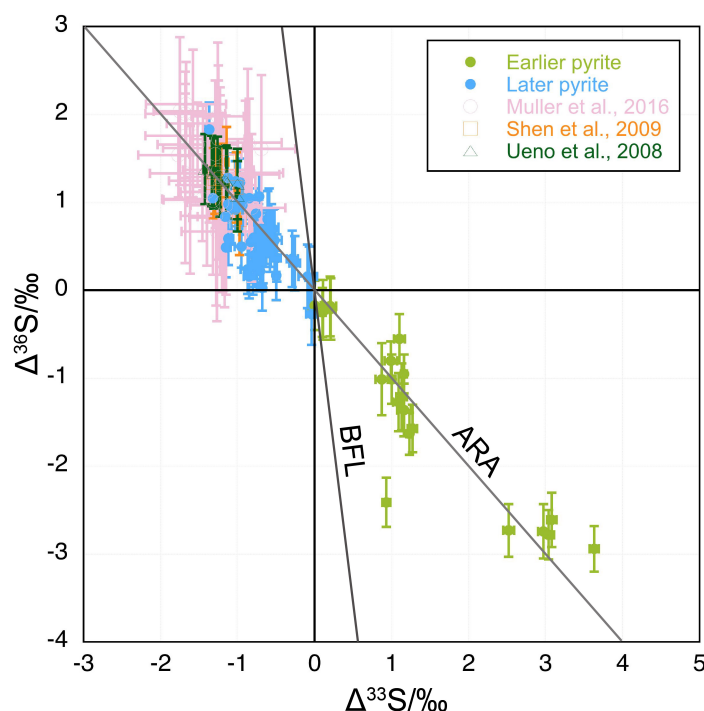 3
2
1
0
-1
-2
-3
-4
-3
-2
-1
0
1
2
3
4
5
Δ³⁶S/‰
Δ³³S/‰
Earlier pyrite
Later pyrite
Muller et al., 2016
Shen et al., 2009
Ueno et al., 2008
BFL
ARA